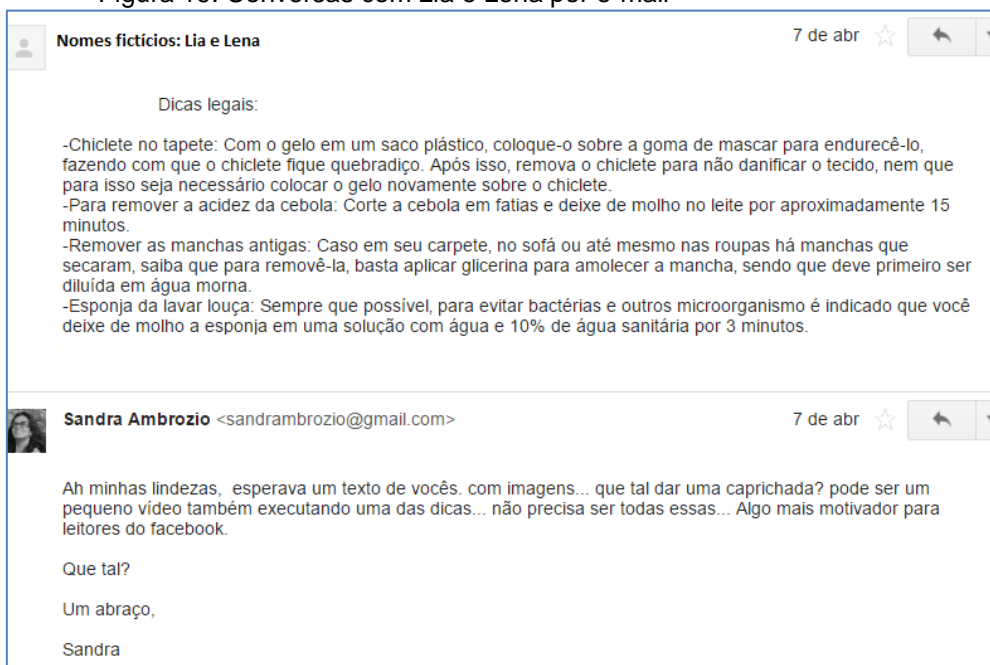 Figura 10: Conversas com Lia e Lena por e-mail
Nomes fictícios: Lia e Lena
7 de abr
Dicas legais:
-Chiclete no tapete: Com o gelo em um saco plástico, coloque-o sobre a goma de mascar para endurecê-lo,
fazendo com que o chiclete fique quebradiço. Após isso, remova o chiclete para não danificar o tecido, nem que
para isso seja necessário colocar o gelo novamente sobre o chiclete.
-Para remover a acidez da cebola: Corte a cebola em fatias e deixe de molho no leite por aproximadamente 15
minutos.
-Remover as manchas antigas: Caso em seu carpete, no sofá ou até mesmo nas roupas há manchas que
secaram, saiba que para removê-la, basta aplicar glicerina para amolecer a mancha, sendo que deve primeiro ser
diluída em água morna.
-Esponja da lavar louça: Sempre que possível, para evitar bactérias e outros microorganismo é indicado que você
deixe de molho a esponja em uma solução com água e 10% de água sanitária por 3 minutos.
Sandra Ambrozio <sandrambrozio@gmail.com>
7 de abr
Ah minhas lindezas, esperava um texto de vocês. com imagens... que tal dar uma caprichada? pode ser um
pequeno vídeo também executando uma das dicas... não precisa ser todas essas... Algo mais motivador para
leitores do facebook.
Que tal?
Um abraço,
Sandra